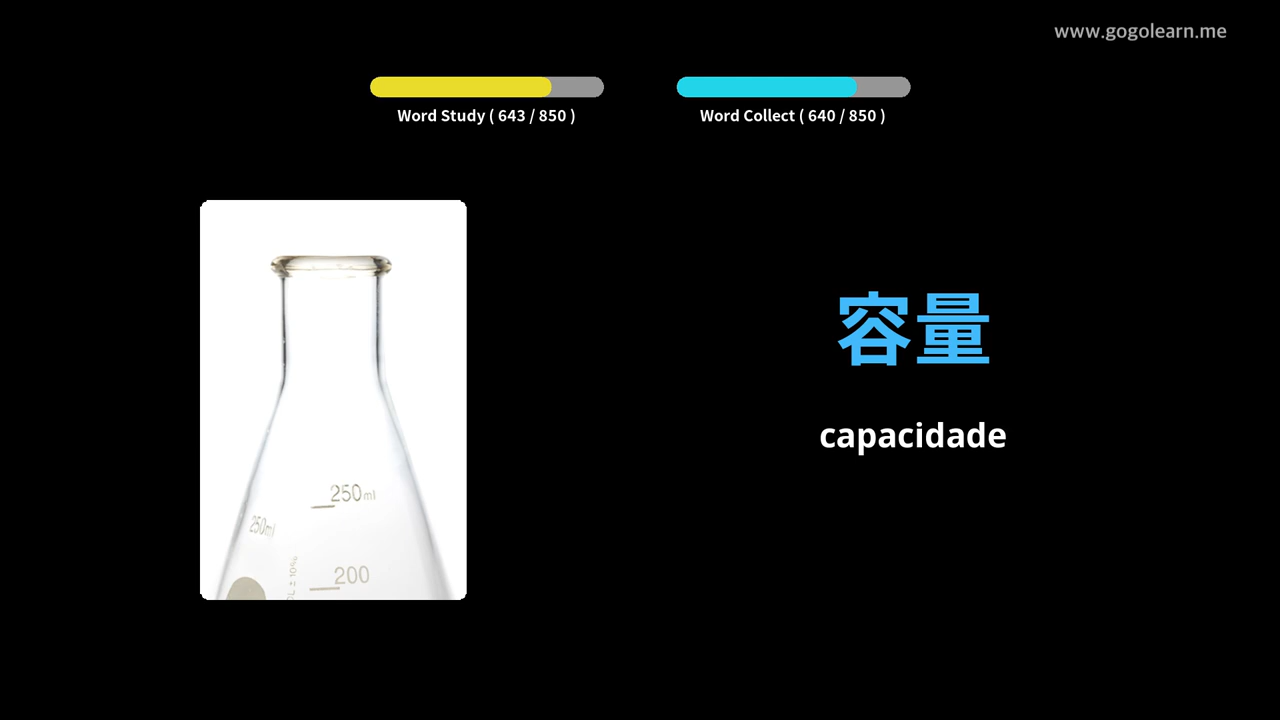 www.gogolearn.me
Word Study ( 643 / 850 )
Word Collect ( 640 / 850 )
容量
capacidade
250ml
250ml
200